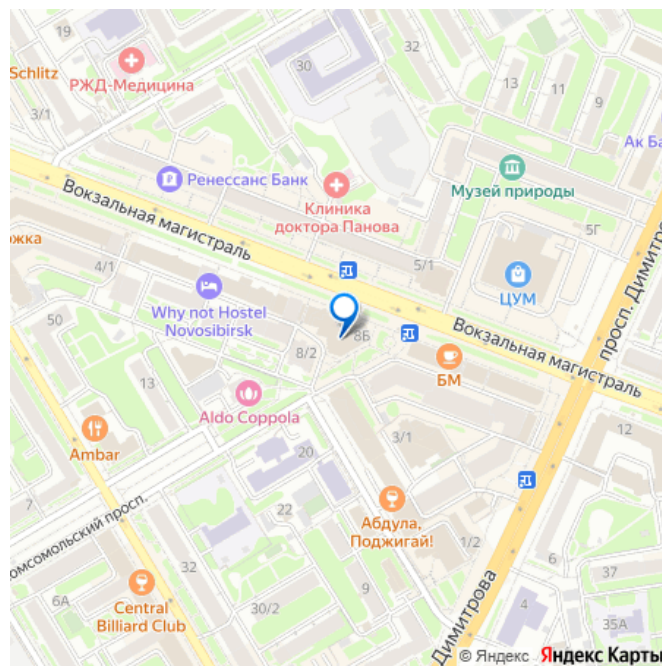 19
32
Schlitz
РЖД-Медицина
30
13
11
9
3/1
Ак Ба
Ренессанс Банк
Музей природы
Клиника
доктора Панова
Вокзальная магистраль
5Г
ожка
4/1
5/1
ЦУМ
просп. Димитро
Why not Hostel
Novosibirsk
50
8Б
8/2
БМ
Вокзальная магистраль
13
Aldo Coppola
Ambar
3/1
12
20
7
Абдула,
Поджигай!
22
омсомольский просп.
1/2
32
6
37
6А
9
Central
Billiard Club
30/2
4
35А
Димитрова
© Яндекс Яндекс Карты